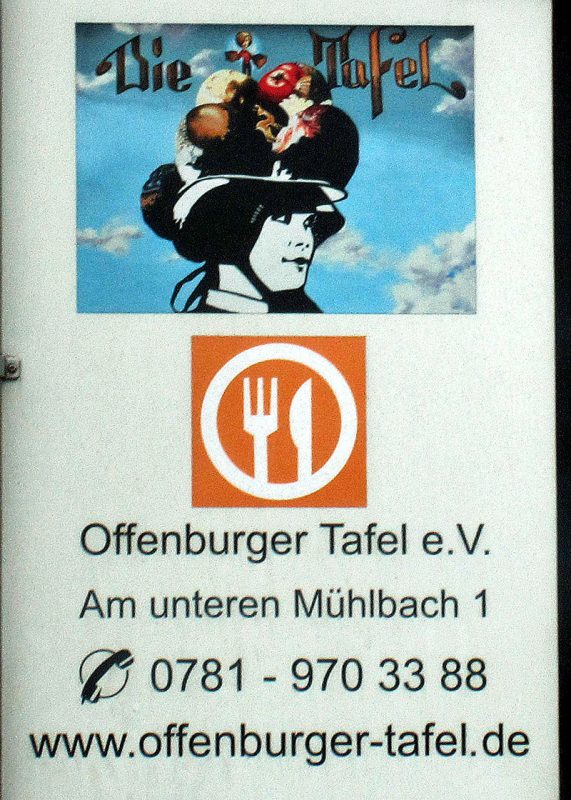 Die Tafel
Offenburger Tafel e.V.
Am unteren Mühlbach 1
0781 - 970 33 88
www.offenburger-tafel.de